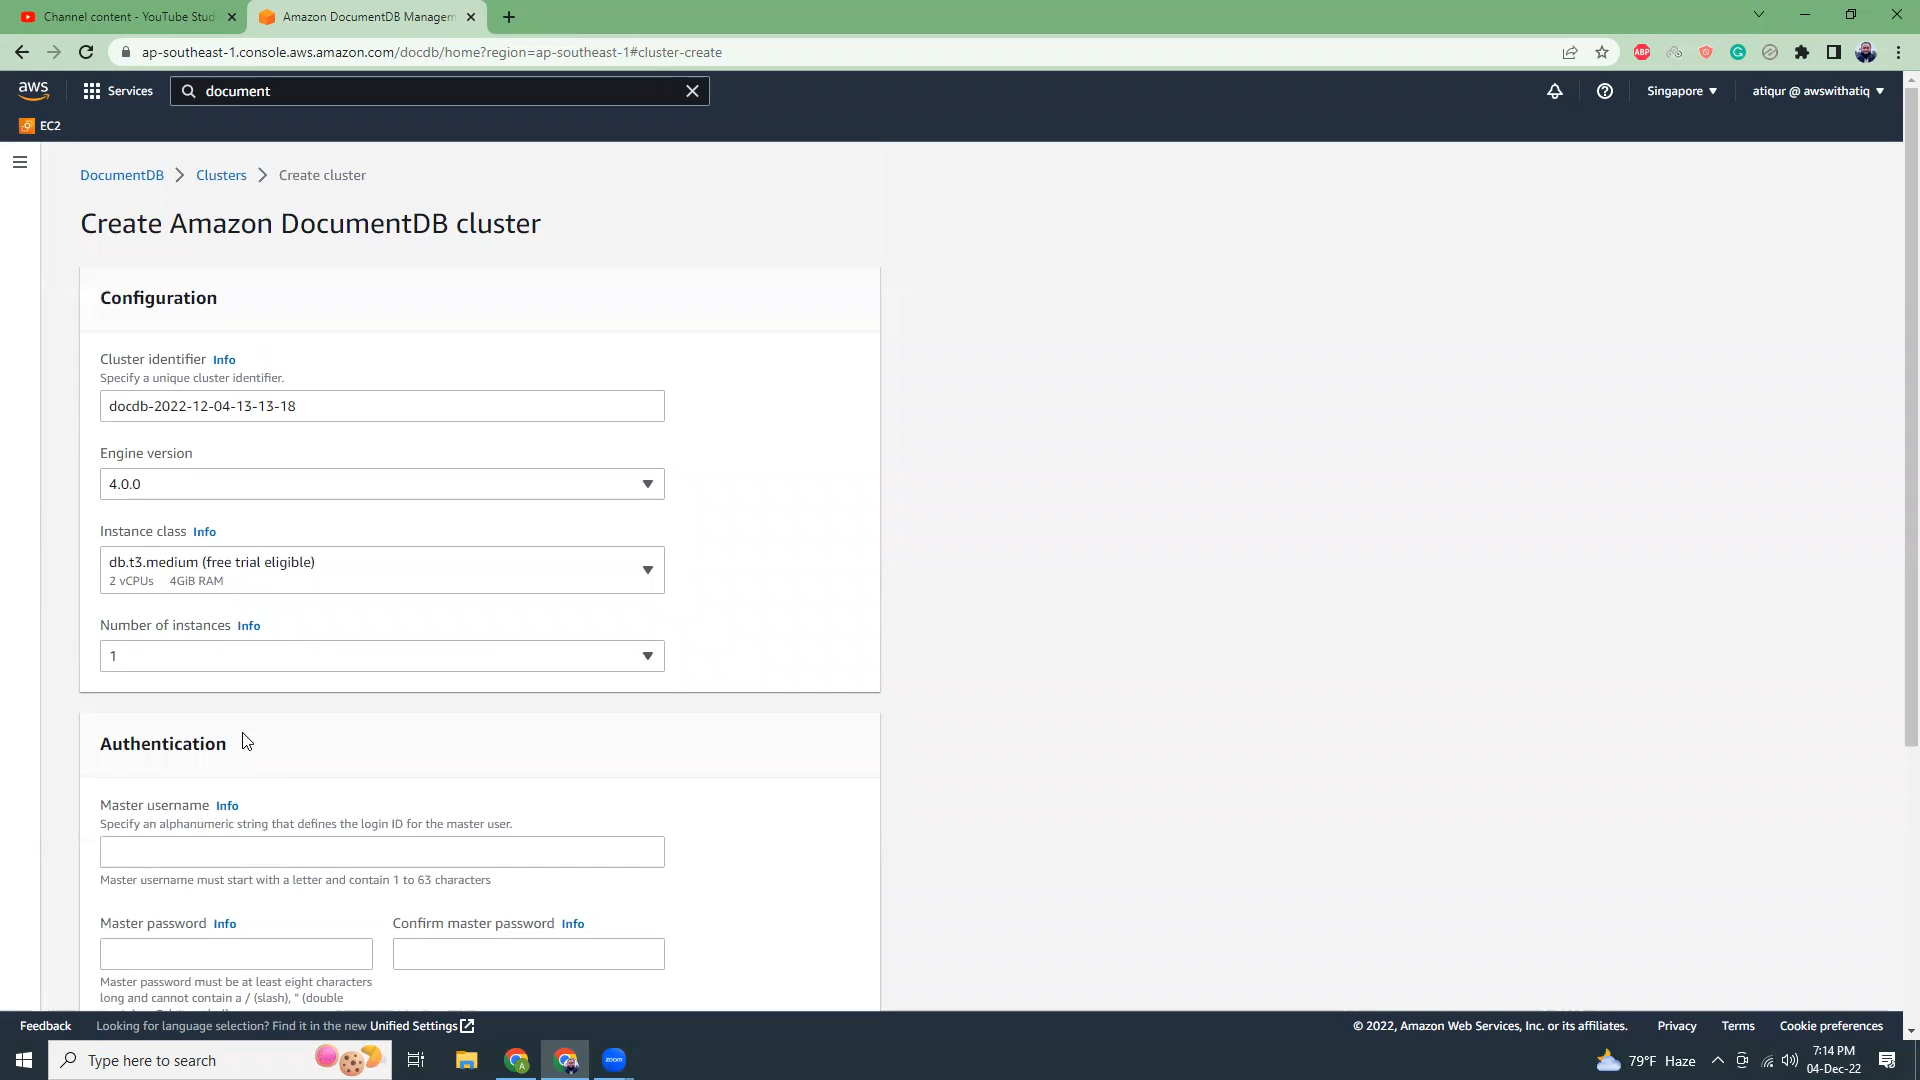 Channel content - YouTube Stud
Amazon DocumentDB Managem
ap-southeast-1.console.aws.amazon.com/docdb/home?region=ap-southeast-1#cluster-create
ABP
aws
Services
document
Singapore
atiqur @ awswithatiq
EC2
DocumentDB
Clusters
Create cluster
Create Amazon DocumentDB cluster
Configuration
Cluster identifier Info
Specify a unique cluster identifier.
docdb-2022-12-04-13-13-18
Engine version
4.0.0
Instance class Info
db.t3.medium (free trial eligible)
2 vCPUs 4GiB RAM
Number of instances Info
1
Authentication
Master username Info
Specify an alphanumeric string that defines the login ID for the master user.
Master username must start with a letter and contain 1 to 63 characters
Master password Info
Confirm master password Info
Master password must be at least eight characters
long and cannot contain a / (slash), " (double
Feedback
Looking for language selection? Find it in the new Unified Settings
© 2022, Amazon Web Services, Inc. or its affiliates.
Privacy
Terms
Cookie preferences
Type here to search
zoom
79°F Haze
7:14 PM
04-Dec-22